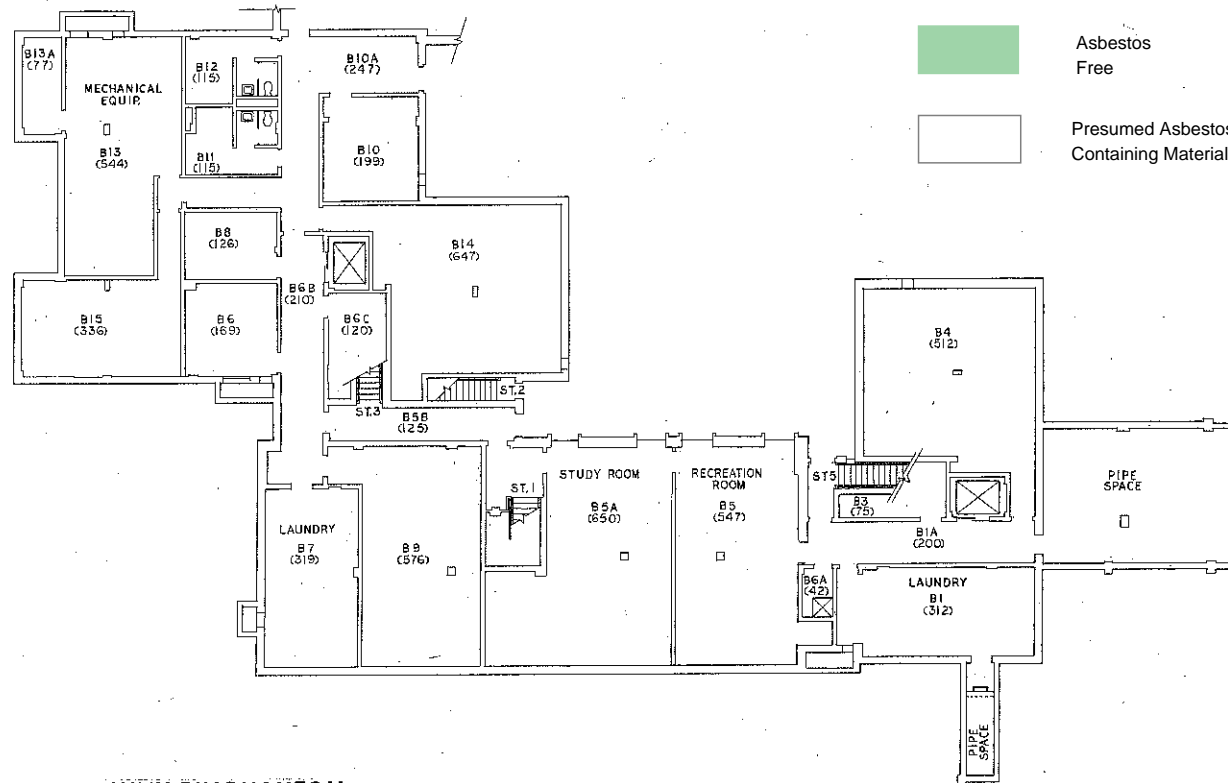 Asbestos
Free
Presumed Asbestos
Containing Material
B13A
(77)
MECHANICAL
EQUIP.
B13
(544)
B12
(115)
B11
(115)
B10A
(247)
B10
(199)
B8
(126)
B14
(647)
B6B
(210)
B15
(336)
B6
(169)
B6C
(120)
ST.2
ST.3
B5B
(125)
B4
(512)
PIPE
SPACE
STUDY ROOM
B5A
(650)
RECREATION
ROOM
B5
(547)
ST5
B3
(75)
B1A
(200)
ST.1
LAUNDRY
B7
(319)
B9
(576)
B6A
(42)
LAUNDRY
B1
(312)
PIPE
SPACE